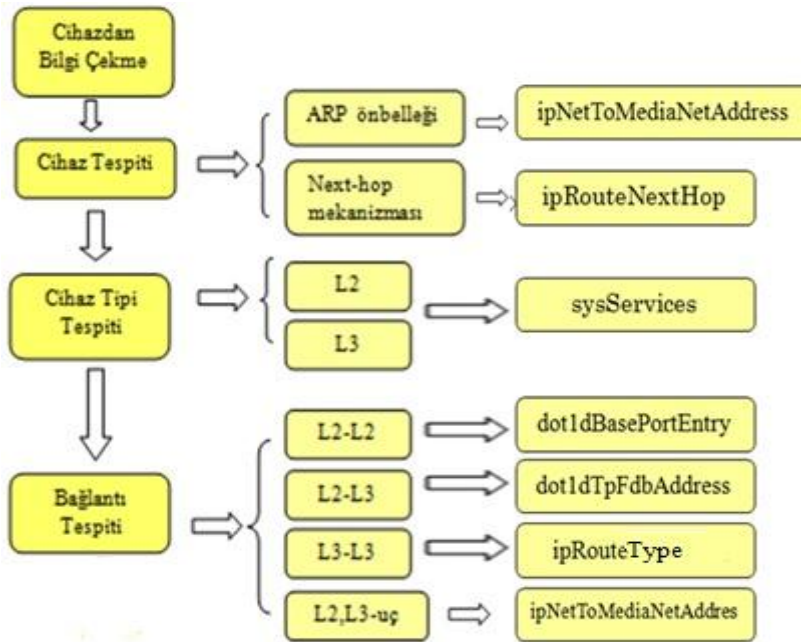 Cihazdan
Bilgi Çekme
Cihaz Tespiti
ARP önbelleği
ipNetToMediaNetAddress
Next-hop
mekanizması
ipRouteNextHop
Cihaz Tipi
Tespiti
L2
L3
sysServices
Bağlantı
Tespiti
L2-L2
dot1dBasePortEntry
L2-L3
dot1dTpFdbAddress
L3-L3
ipRouteType
L2,L3-uç
ipNetToMediaNetAddres